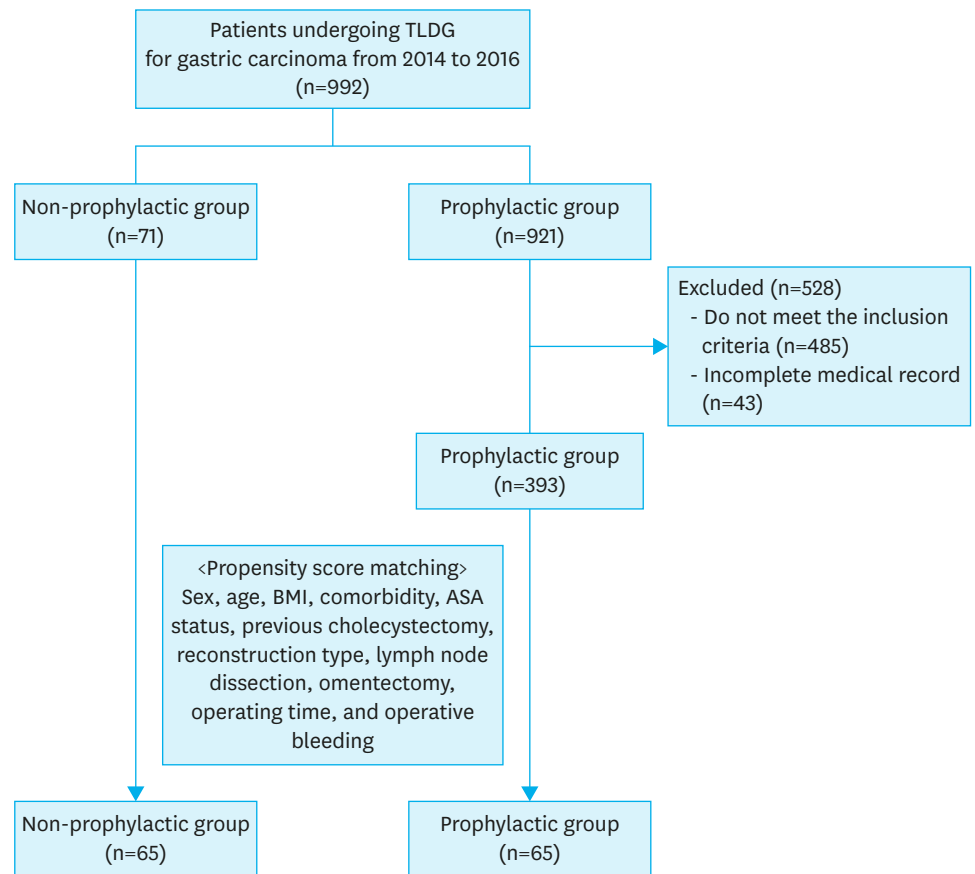 Patients undergoing TLDG
for gastric carcinoma from 2014 to 2016
(n=992)
Non-prophylactic group
(n=71)
Prophylactic group
(n=921)
Excluded (n=528)
- Do not meet the inclusion
criteria (n=485)
- Incomplete medical record
(n=43)
Prophylactic group
(n=393)
<Propensity score matching>
Sex, age, BMI, comorbidity, ASA
status, previous cholecystectomy,
reconstruction type, lymph node
dissection, omentectomy,
operating time, and operative
bleeding
Non-prophylactic group
(n=65)
Prophylactic group
(n=65)